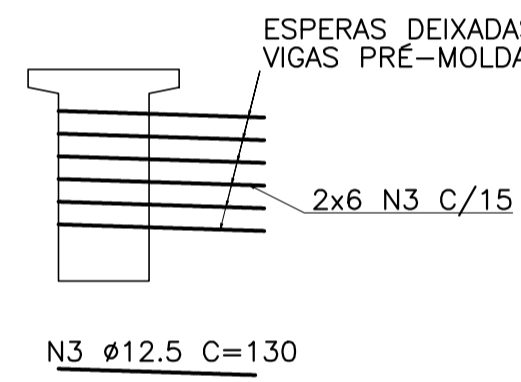 ESPERAS DEIXADAS
VIGAS PRÉ-MOLDA
2x6 N3 C/15
N3 ø12.5 C=130